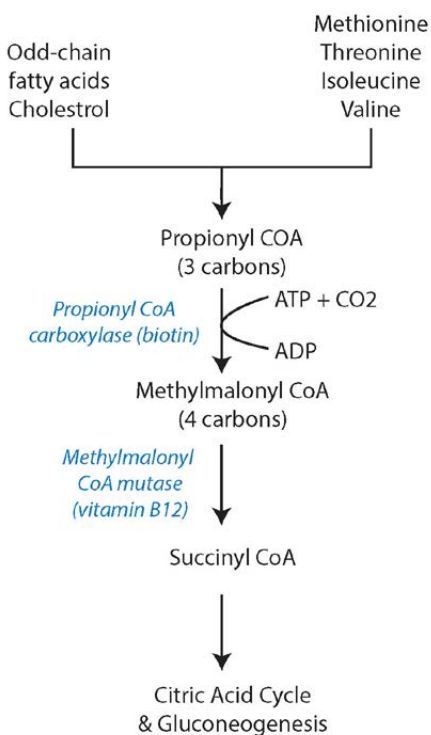 Odd-chain
fatty acids
Cholestrol
Methionine
Threonine
Isoleucine
Valine
Propionyl COA
(3 carbons)
Propionyl CoA
carboxylase (biotin)
ATP + CO2
ADP
Methylmalonyl CoA
(4 carbons)
Methylmalonyl
CoA mutase
(vitamin B12)
Succinyl CoA
Citric Acid Cycle
& Gluconeogenesis